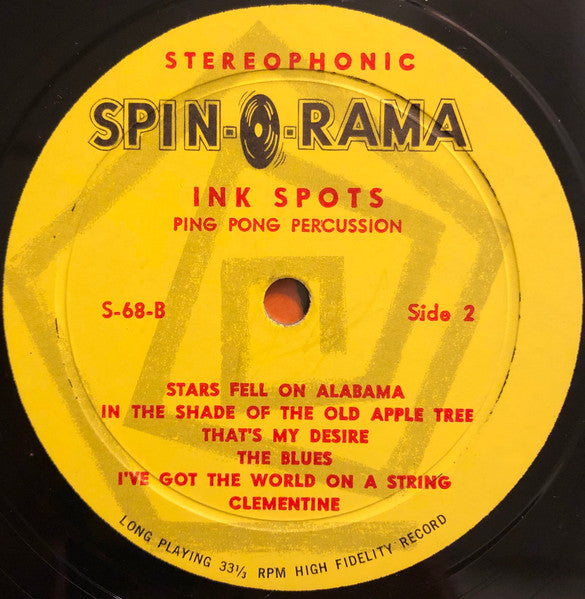 STEREOPHONIC
SPIN-O-RAMA
INK SPOTS
PING PONG PERCUSSION
S-68-B
Side 2
STARS FELL ON ALABAMA
IN THE SHADE OF THE OLD APPLE TREE
THAT'S MY DESIRE
THE BLUES
I'VE GOT THE WORLD ON A STRING
CLEMENTINE
LONG PLAYING 33⅓ RPM HIGH FIDELITY RECORD